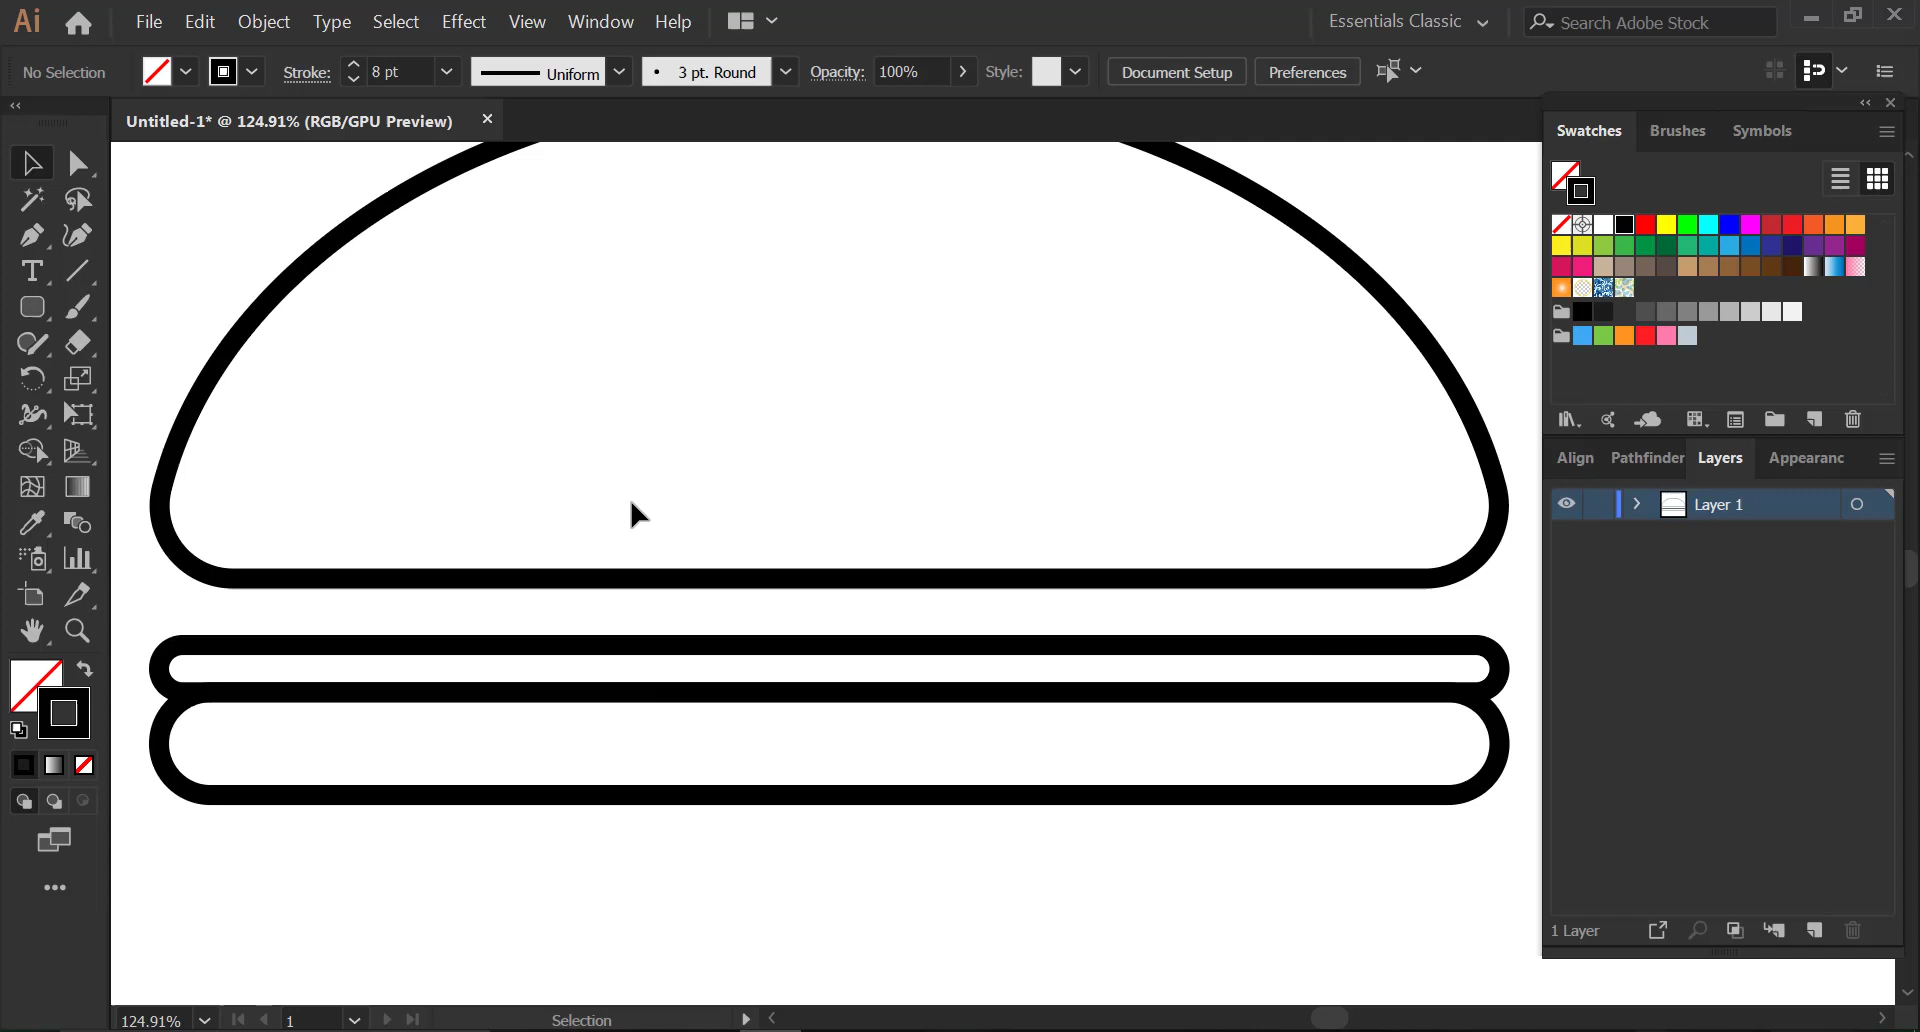 Ai File Edit Object Type Select Effect View Window Help Essentials Classic Search Adobe Stock
No Selection Stroke: 8 pt Uniform 3 pt. Round Opacity: 100% Style: Document Setup Preferences
Untitled-1* @ 124.91% (RGB/GPU Preview)
Swatches Brushes Symbols
Align Pathfinder Layers Appearanc
Layer 1
1 Layer
124.91% 1 Selection